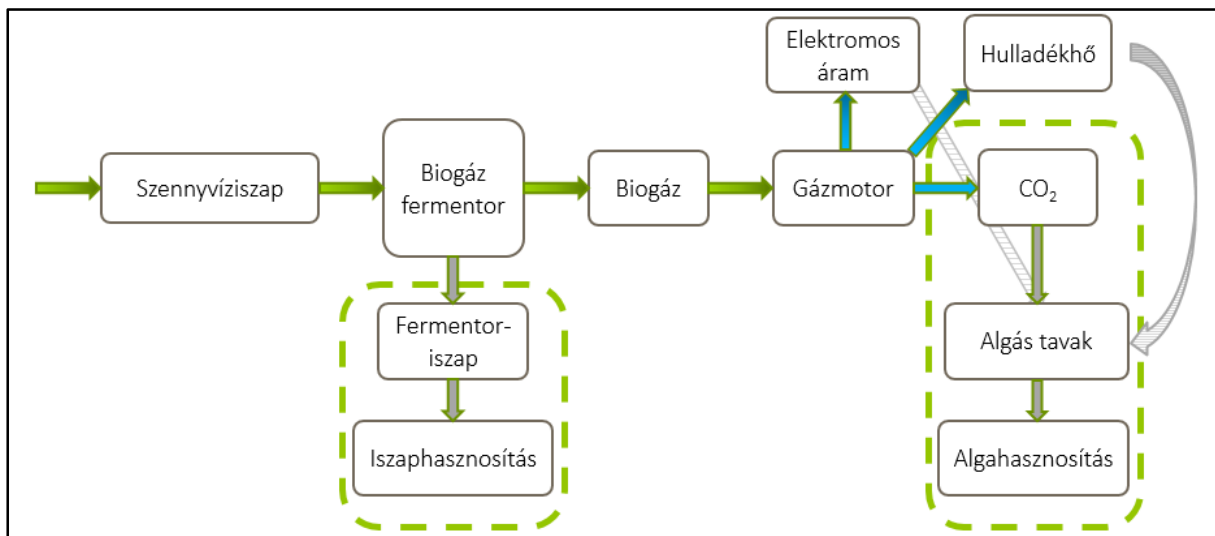 Elektromos
áram
Hulladékhő
Szennyvíziszap
Biogáz
fermentor
Biogáz
Gázmotor
CO₂
Fermentor-
iszap
Algás tavak
Iszaphasznosítás
Algahasznosítás